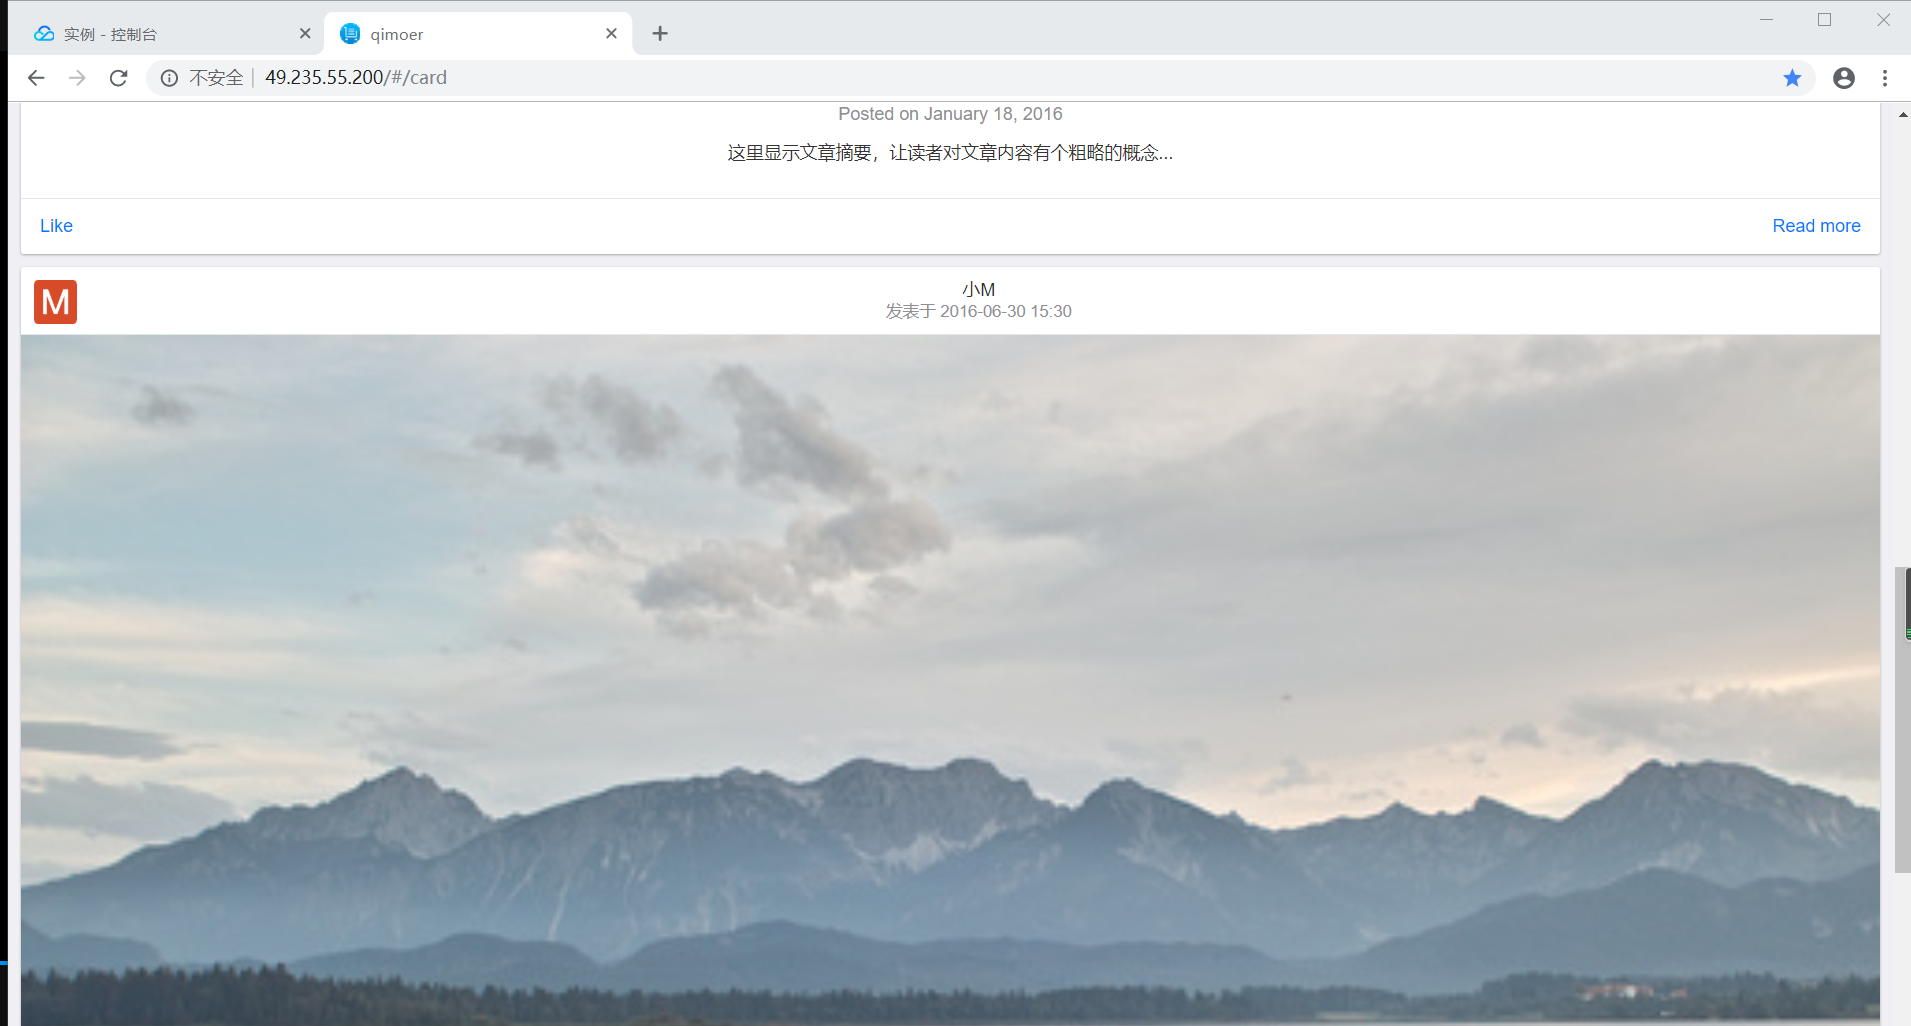 实例 - 控制台
qimoer
不安全 | 49.235.55.200/#/card
Posted on January 18, 2016
这里显示文章摘要，让读者对文章内容有个粗略的概念...
Like Read more
M
小M
发表于 2016-06-30 15:30